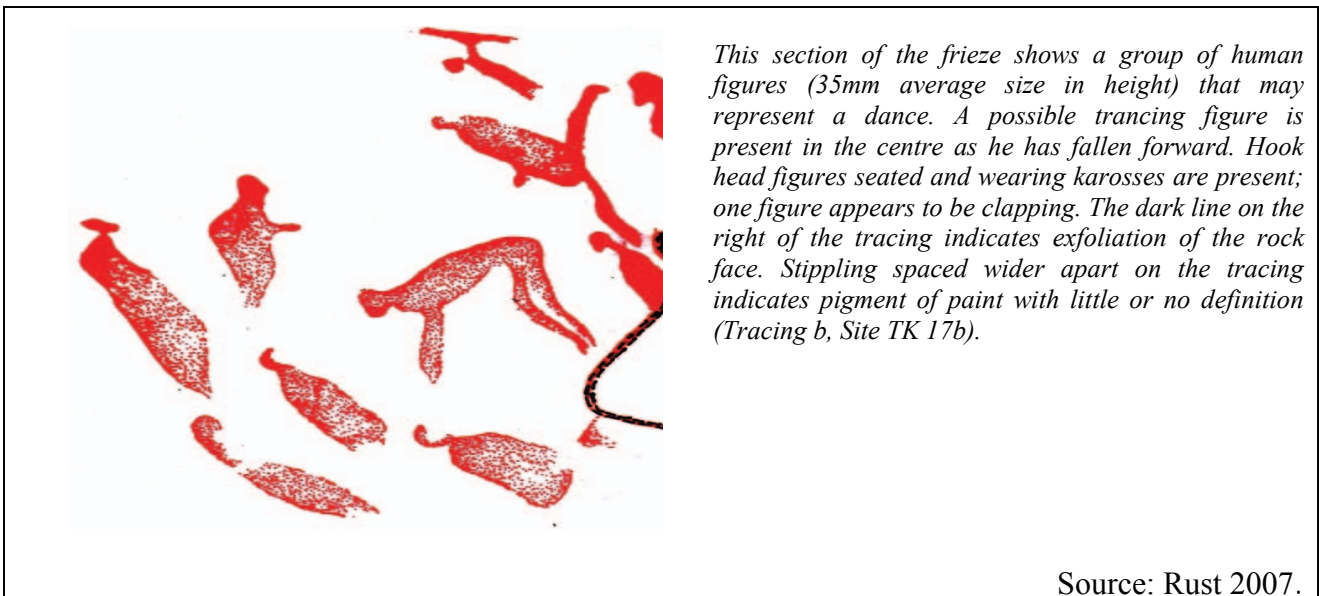 This section of the frieze shows a group of human
figures (35mm average size in height) that may
represent a dance. A possible trancing figure is
present in the centre as he has fallen forward. Hook
head figures seated and wearing karosses are present;
one figure appears to be clapping. The dark line on the
right of the tracing indicates exfoliation of the rock
face. Stippling spaced wider apart on the tracing
indicates pigment of paint with little or no definition
(Tracing b, Site TK 17b).
Source: Rust 2007.